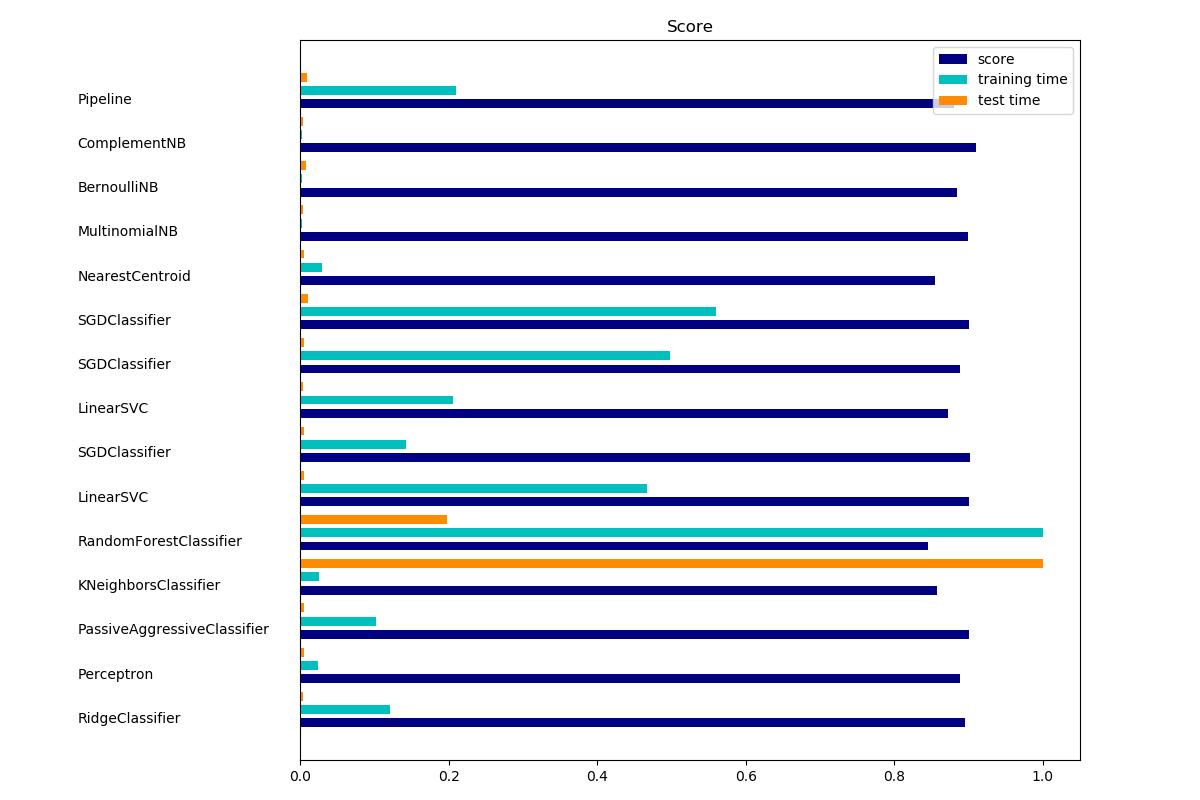 Score
score
training time
test time
Pipeline
ComplementNB
BernoulliNB
MultinomialNB
NearestCentroid
SGDClassifier
SGDClassifier
LinearSVC
SGDClassifier
LinearSVC
RandomForestClassifier
KNeighborsClassifier
PassiveAggressiveClassifier
Perceptron
RidgeClassifier
0.0 0.2 0.4 0.6 0.8 1.0